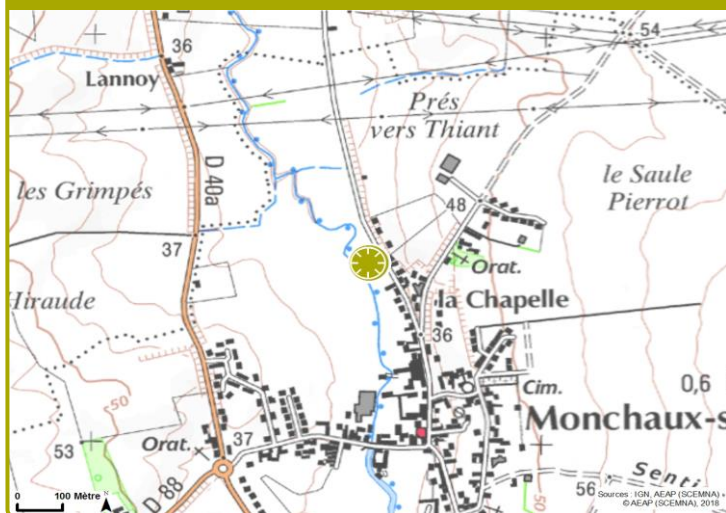 54
36
Lannoy
Prés
vers Thiant
D 40a
les Grimpés
le Saule
Pierrot
48
37
Orat.
Hiraude
la Chapelle
36
Cim.
0,6
50
Monchaux-s
53
Orat.
37
D 88
Senti
56
50
0 100 Mètre
Sources : IGN, AEAP (SCEMNA)
© AEAP (SCEMNA), 2018